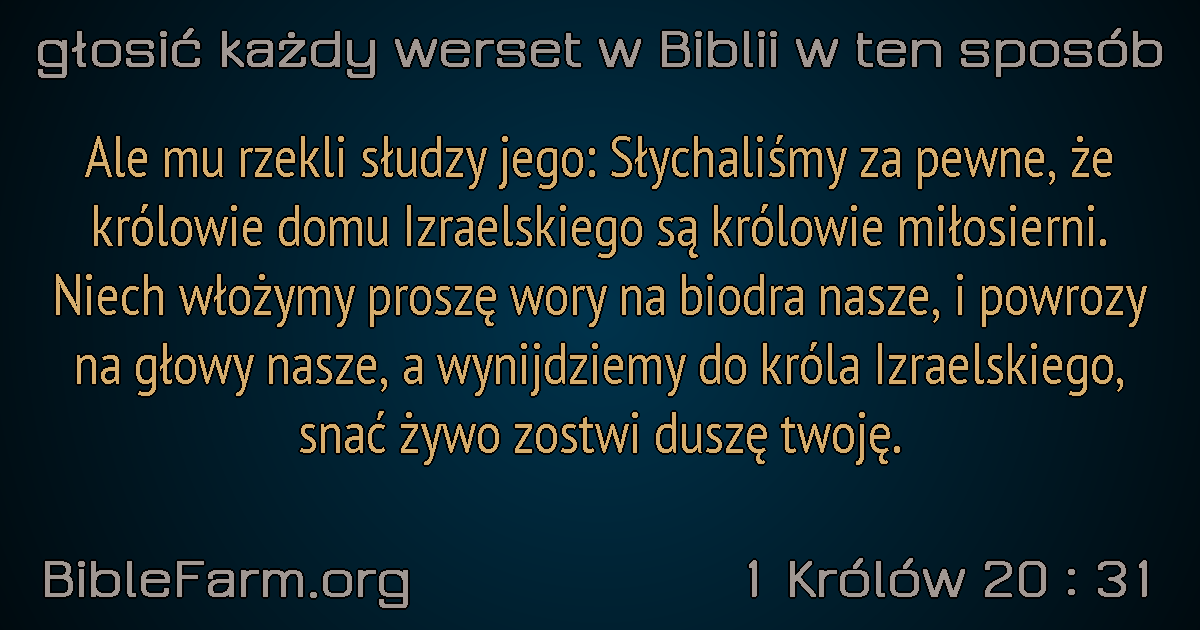 głosić każdy werset w Biblii w ten sposób
Ale mu rzekli słudzy jego: Słychaliśmy za pewne, że
królowie domu Izraelskiego są królowie miłosierni.
Niech włożymy proszę wory na biodra nasze, i powrozy
na głowy nasze, a wynijdziemy do króla Izraelskiego,
snać żywo zostwi duszę twoję.
BibleFarm.org
1 Królów 20 : 31